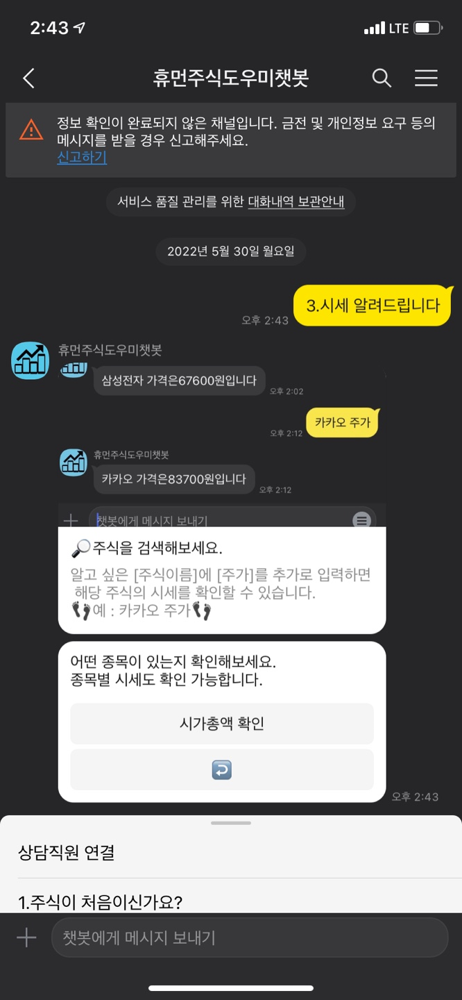 2:43
LTE
휴먼주식도우미챗봇
정보 확인이 완료되지 않은 채널입니다. 금전 및 개인정보 요구 등의
메시지를 받을 경우 신고해주세요.
신고하기
서비스 품질 관리를 위한 대화내역 보관안내
2022년 5월 30일 월요일
3.시세 알려드립니다
오후 2:43
휴먼주식도우미챗봇
삼성전자 가격은67600원입니다
오후 2:02
카카오 주가
오후 2:12
휴먼주식도우미챗봇
카카오 가격은83700원입니다
오후 2:12
챗봇에게 메시지 보내기
🔎주식을 검색해보세요.
알고 싶은 [주식이름]에 [주가]를 추가로 입력하면
해당 주식의 시세를 확인할 수 있습니다.
👣예 : 카카오 주가👣
어떤 종목이 있는지 확인해보세요.
종목별 시세도 확인 가능합니다.
시가총액 확인
↩️
오후 2:43
상담직원 연결
1.주식이 처음이신가요?
챗봇에게 메시지 보내기